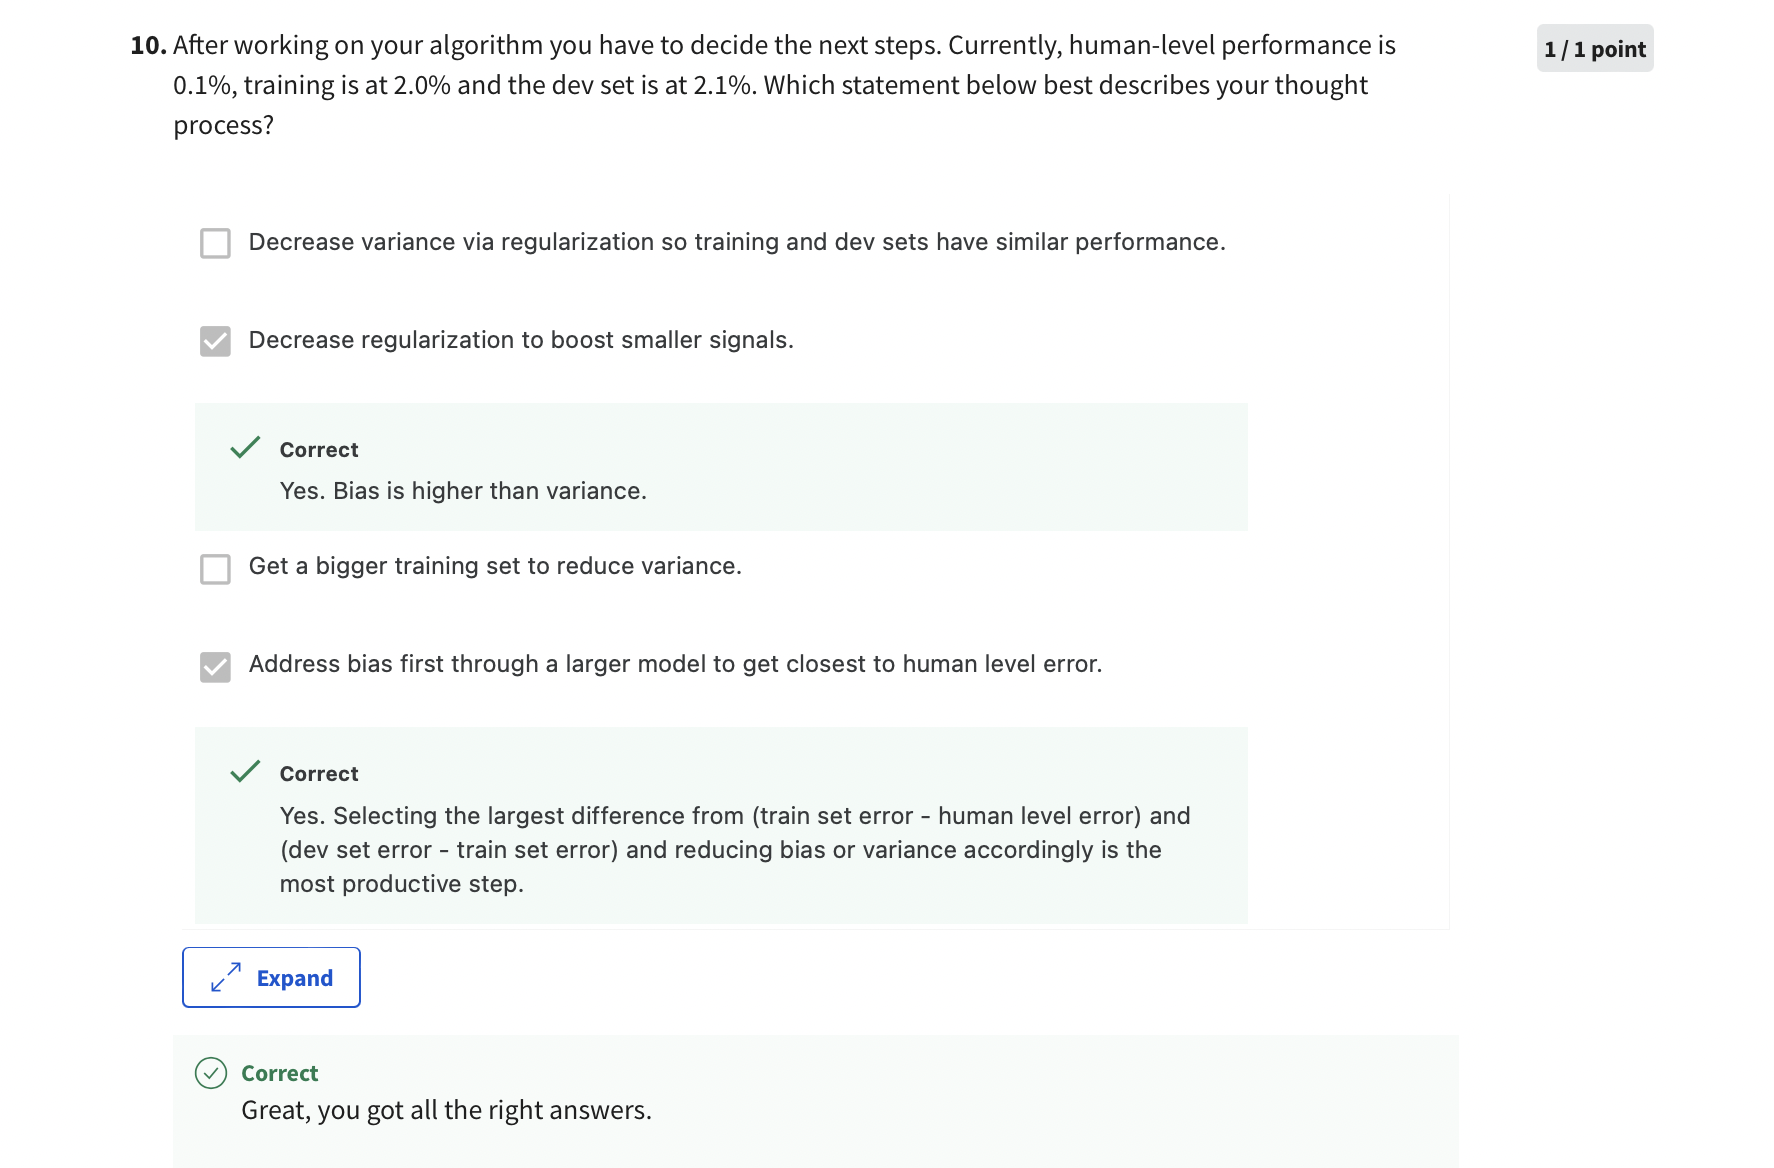 10. After working on your algorithm you have to decide the next steps. Currently, human-level performance is
1 / 1 point
0.1%, training is at 2.0% and the dev set is at 2.1%. Which statement below best describes your thought
process?
Decrease variance via regularization so training and dev sets have similar performance.
Decrease regularization to boost smaller signals.
Correct
Yes. Bias is higher than variance.
Get a bigger training set to reduce variance.
Address bias first through a larger model to get closest to human level error.
Correct
Yes. Selecting the largest difference from (train set error - human level error) and
(dev set error - train set error) and reducing bias or variance accordingly is the
most productive step.
Expand
Correct
Great, you got all the right answers.